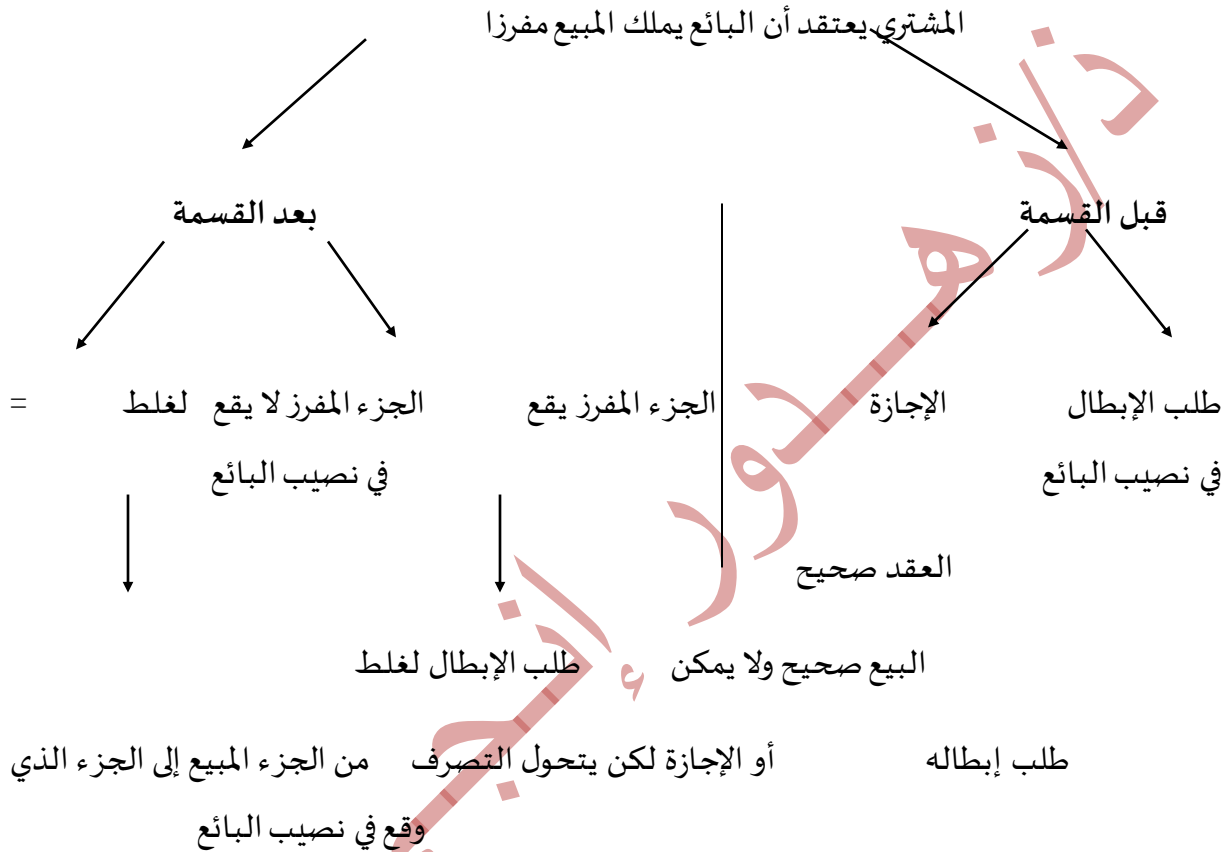 المشتري يعتقد أن البائع يملك المبيع مفرزا
قبل القسمة بعد القسمة
طلب الإبطال الإجازة الجزء المفرز يقع الجزء المفرز لا يقع لغلط =
في نصيب البائع في نصيب البائع
العقد صحيح
البيع صحيح ولا يمكن طلب الإبطال لغلط
طلب إبطاله أو الإجازة لكن يتحول التصرف من الجزء المبيع إلى الجزء الذي
وقع في نصيب البائع